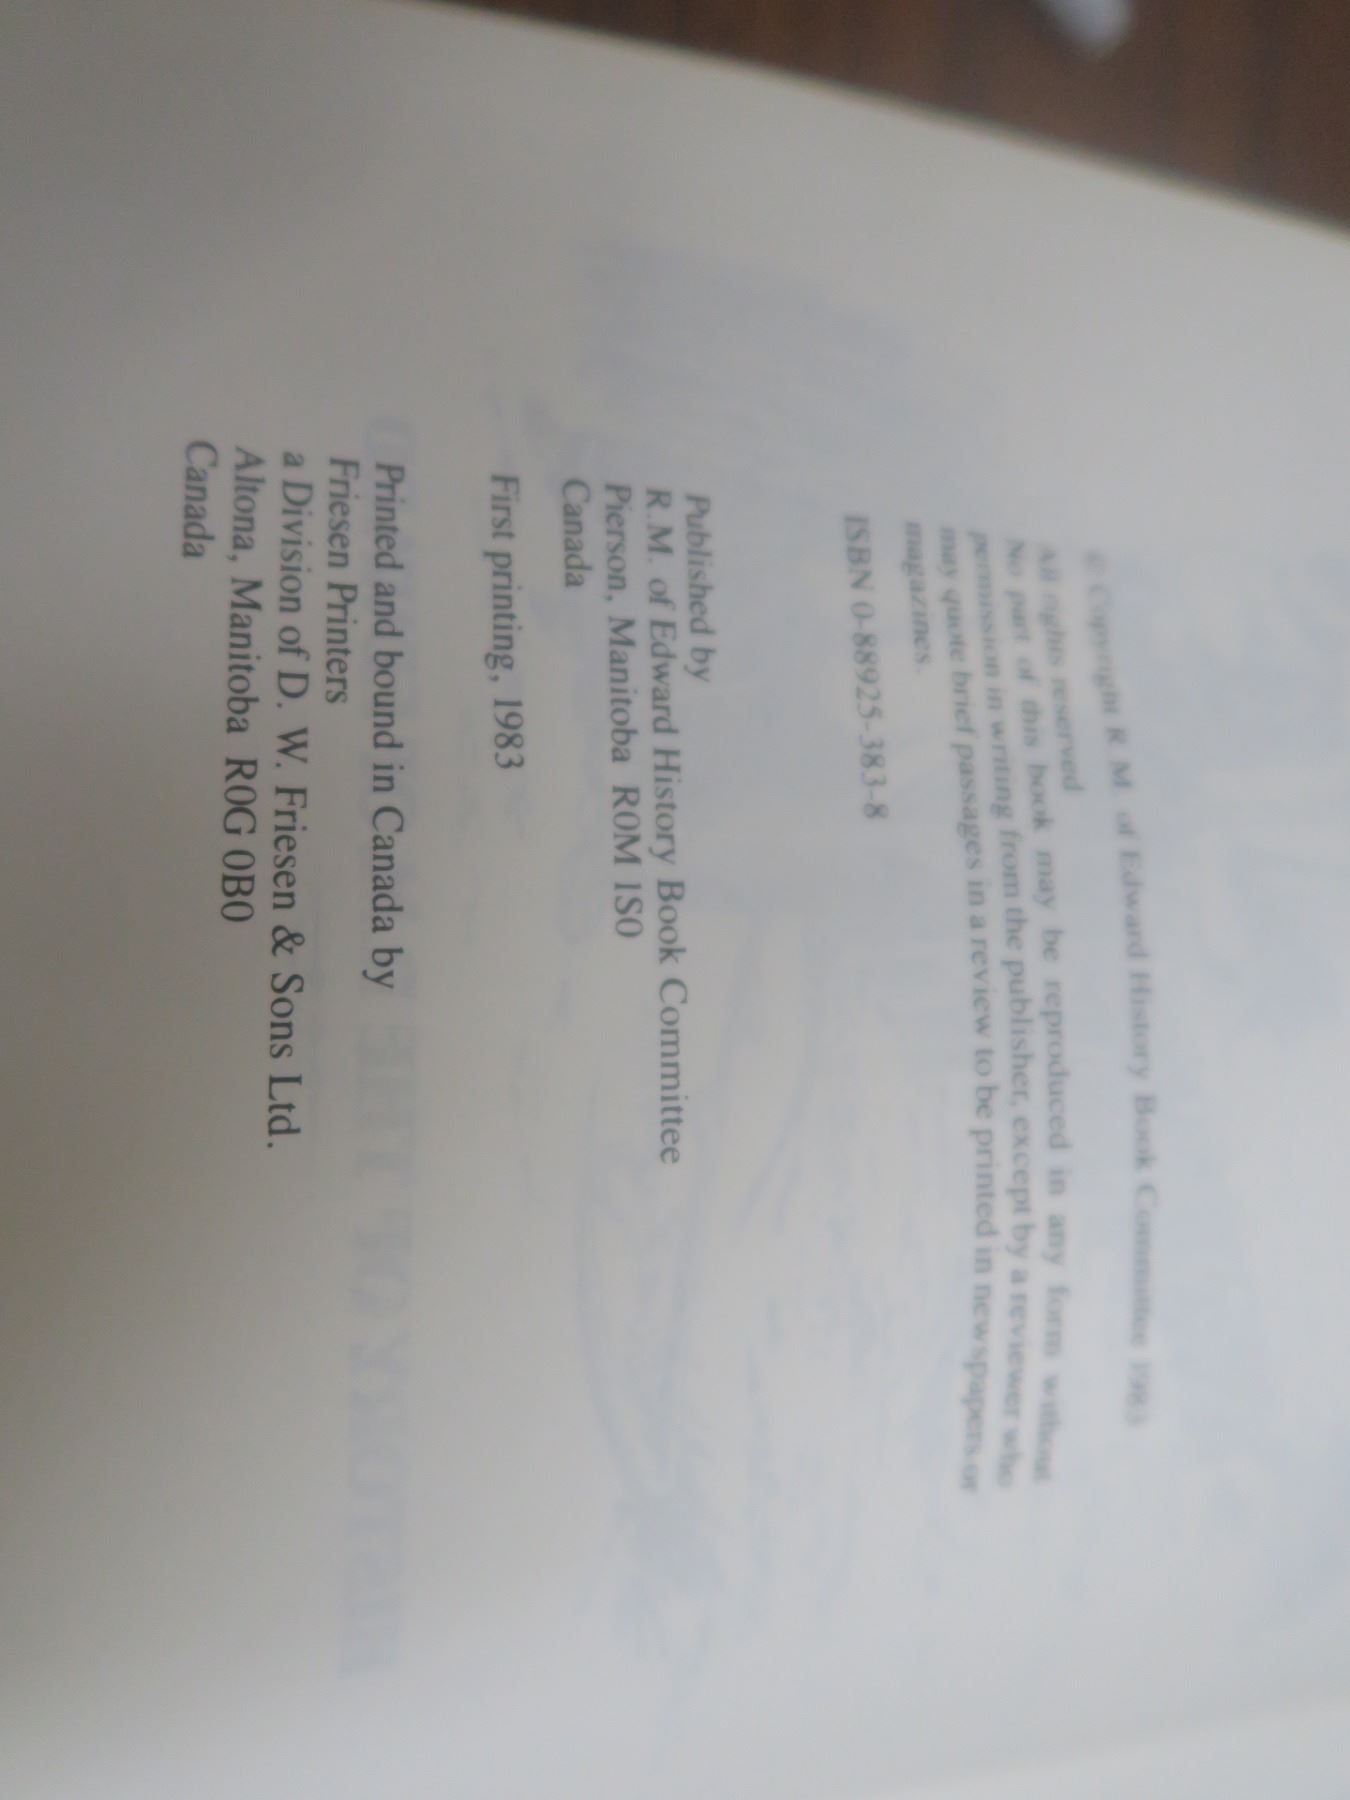 © Copyright R.M. of Edward History Book Committee 1983
All rights reserved
No part of this book may be reproduced in any form without
permission in writing from the publisher, except by a reviewer who
may quote brief passages in a review to be printed in newspapers or
magazines.
ISBN 0-88925-383-8
Published by
R.M. of Edward History Book Committee
Pierson, Manitoba R0M 1S0
Canada
First printing, 1983
Printed and bound in Canada by
Friesen Printers
a Division of D. W. Friesen & Sons Ltd.
Altona, Manitoba R0G 0B0
Canada